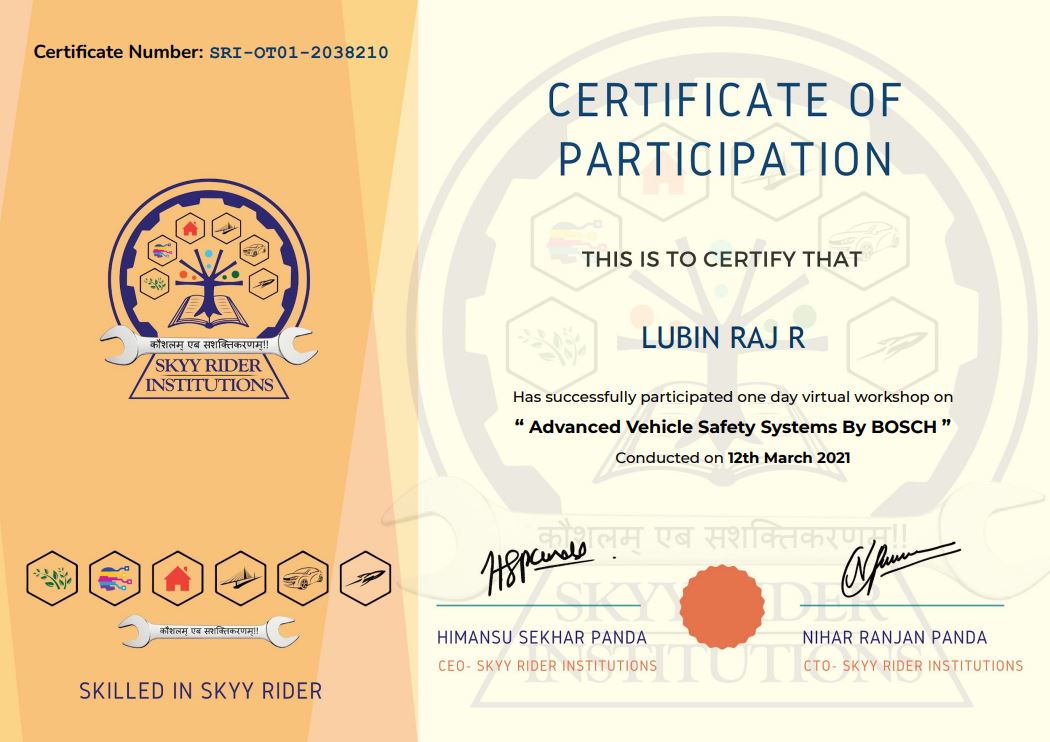 Certificate Number: SRI-OT01-2038210
कौशलम् एब सशक्तिकरणम्!!
SKYY RIDER
INSTITUTIONS
कौशलम् एब सशक्तिकरणम्!!
SKILLED IN SKYY RIDER
CERTIFICATE OF
PARTICIPATION
THIS IS TO CERTIFY THAT
LUBIN RAJ R
Has successfully participated one day virtual workshop on
“ Advanced Vehicle Safety Systems By BOSCH ”
Conducted on 12th March 2021
कौशलम् एब सशक्तिकरणम्!!
SKYY RIDER
INSTITUTIONS
HIMANSU SEKHAR PANDA
CEO- SKYY RIDER INSTITUTIONS
NIHAR RANJAN PANDA
CTO- SKYY RIDER INSTITUTIONS